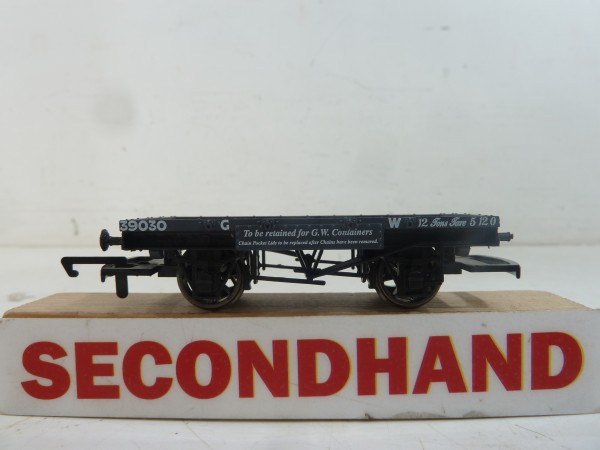 39030 G W 12 Tons Tare 5.12.0
To be retained for G.W. Containers
Chain Pocket Lids to be replaced after Chains have been removed.
SECONDHAND